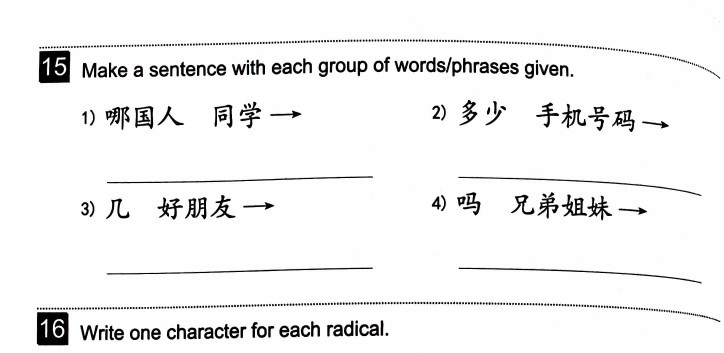 15 Make a sentence with each group of words/phrases given.
1) 哪国人 同学 →
2) 多少 手机号码 →
3) 几 好朋友 →
4) 吗 兄弟姐妹 →
16 Write one character for each radical.